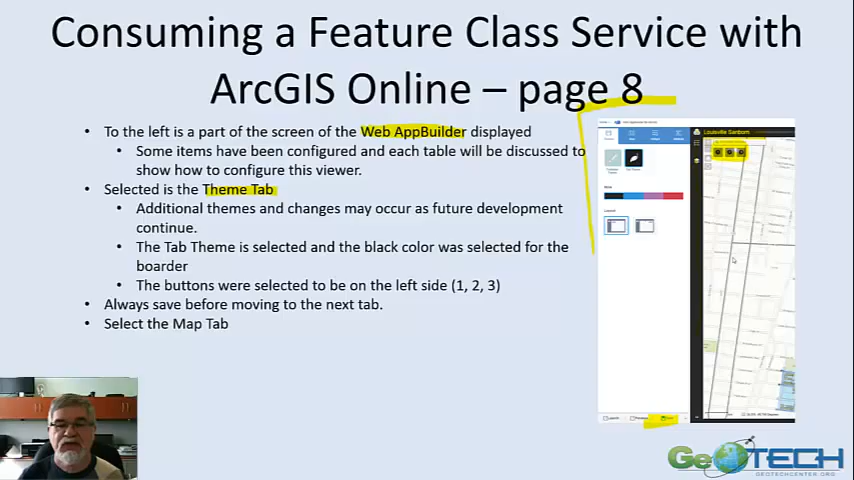 Consuming a Feature Class Service with
ArcGIS Online – page 8
• To the left is a part of the screen of the Web AppBuilder displayed
• Some items have been configured and each table will be discussed to
show how to configure this viewer.
• Selected is the Theme Tab
• Additional themes and changes may occur as future development
continue.
• The Tab Theme is selected and the black color was selected for the
boarder
• The buttons were selected to be on the left side (1, 2, 3)
• Always save before moving to the next tab.
• Select the Map Tab
Louisville Sanborn
GeoTECH
GEOTECHCENTER.ORG